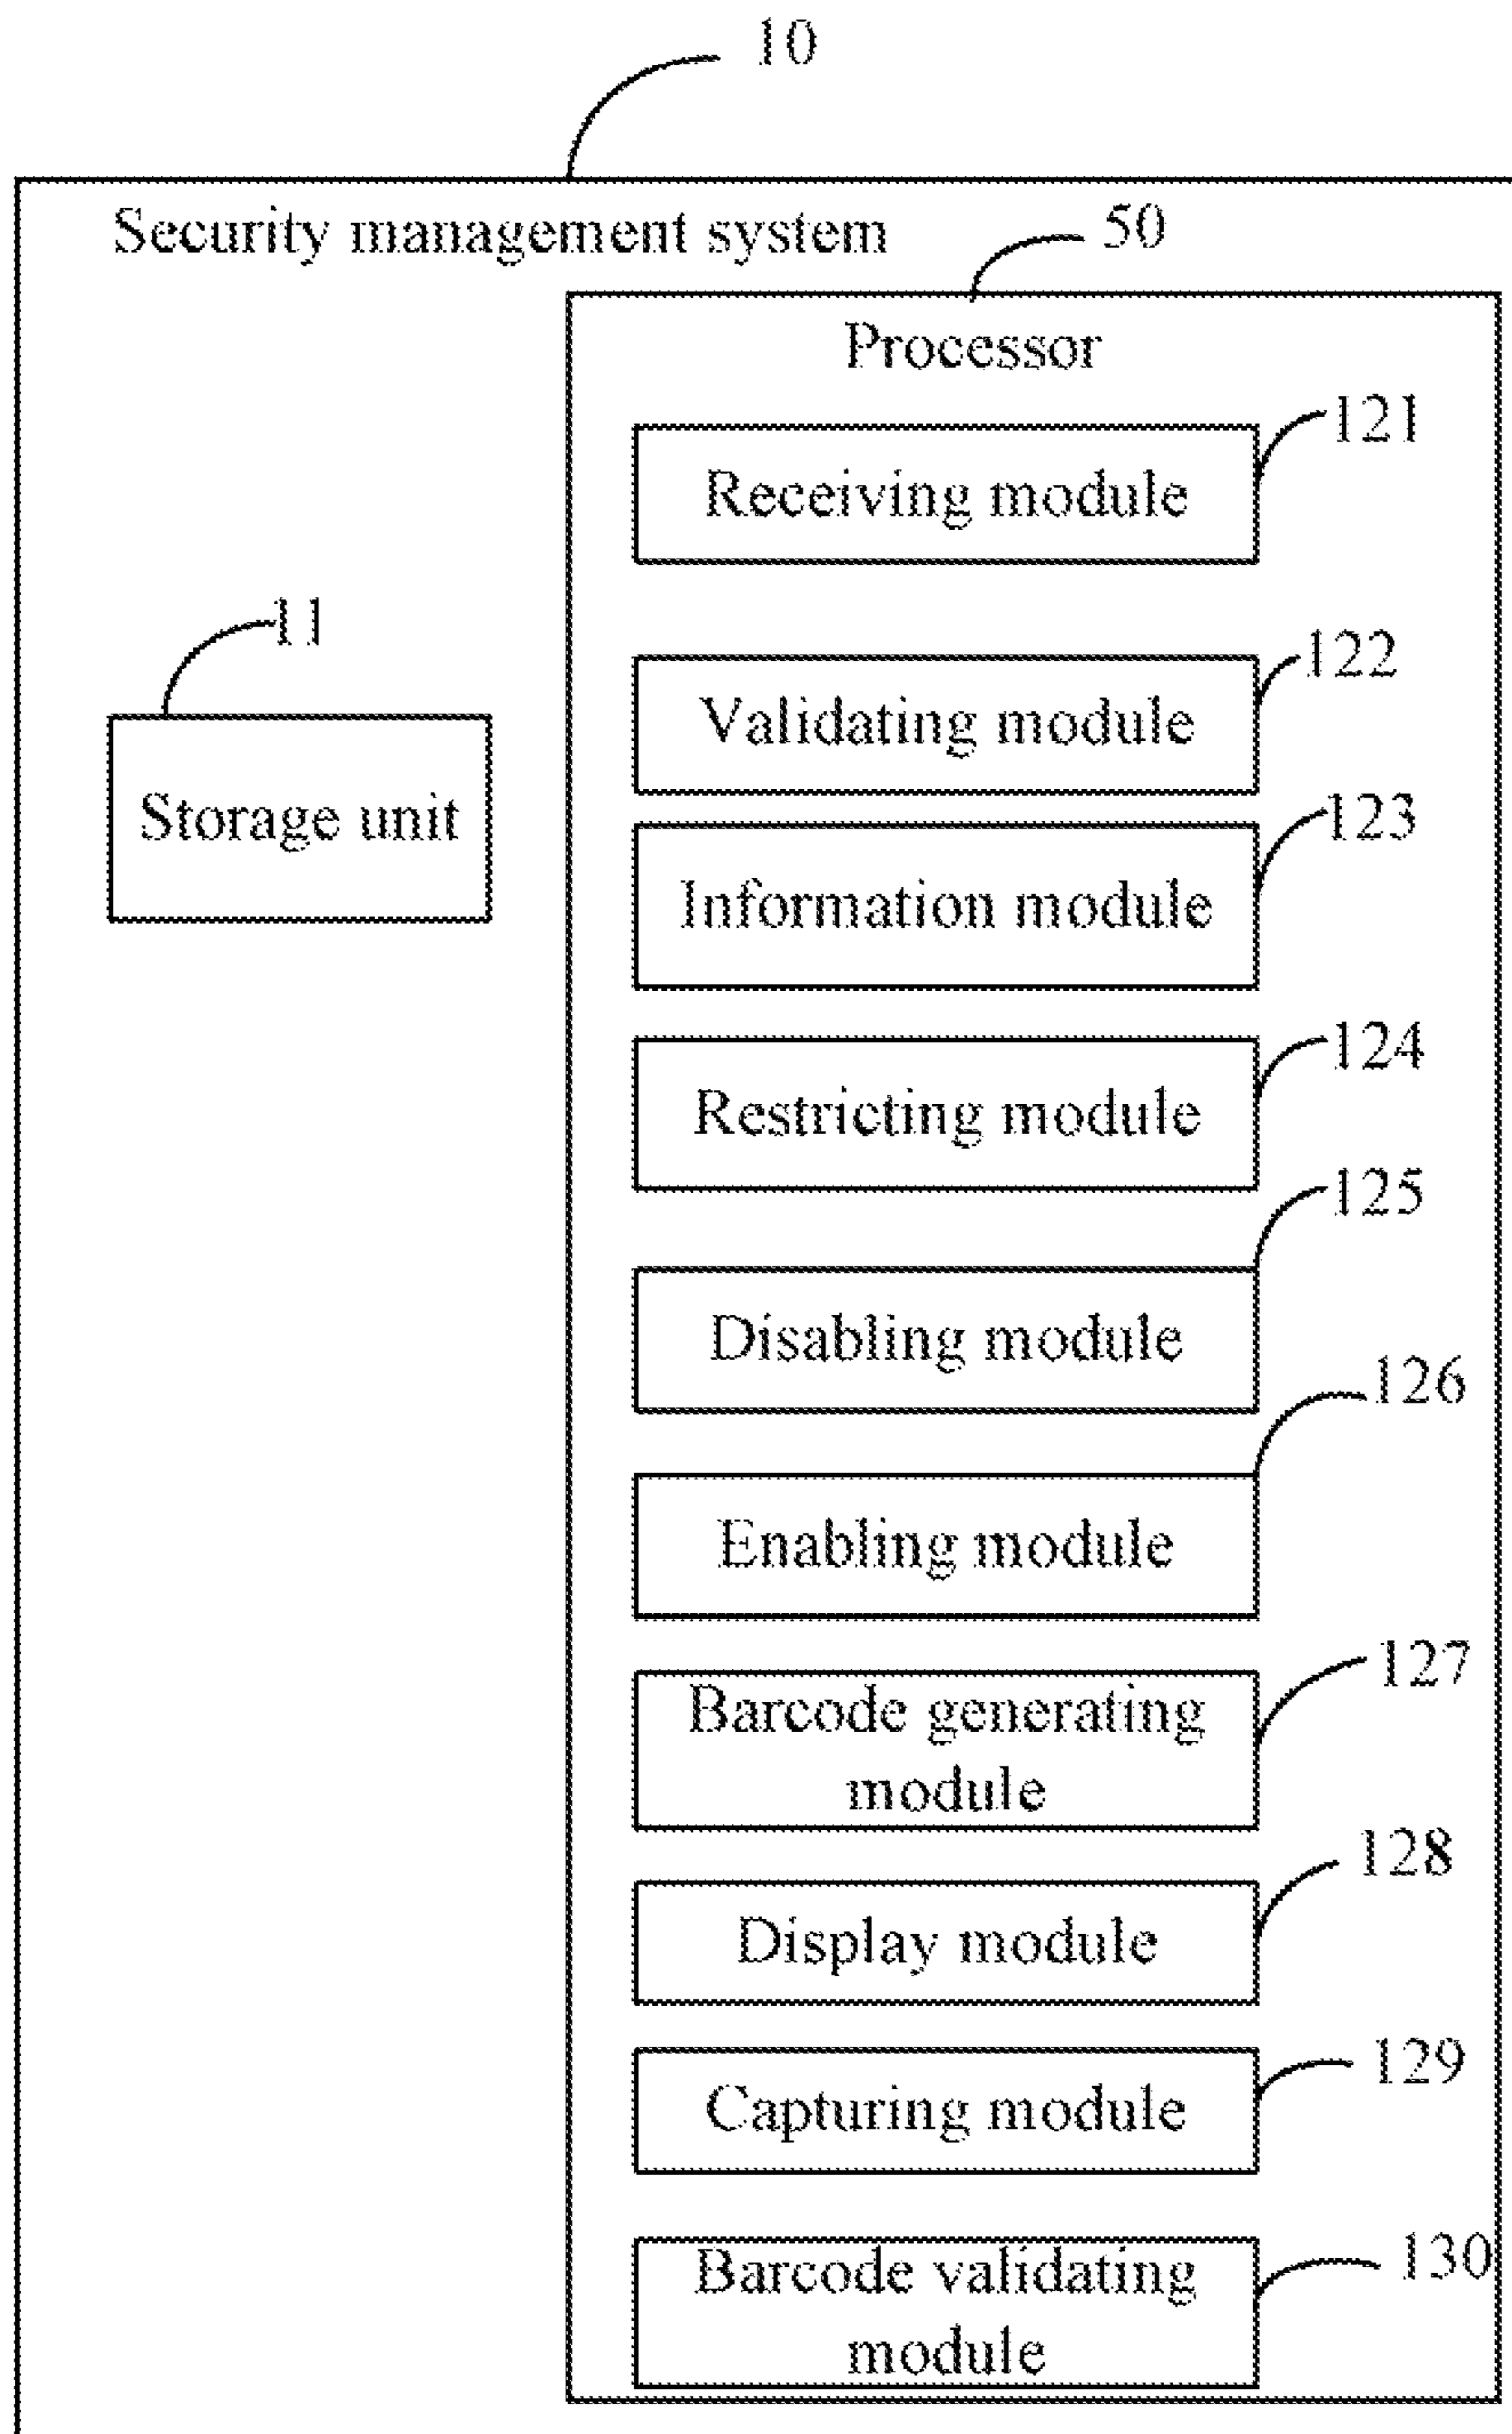 10
Security management system
50
Processor
121
Receiving module
11
122
Validating module
Storage unit
123
Information module
124
Restricting module
125
Disabling module
126
Enabling module
127
Barcode generating
module
128
Display module
129
Capturing module
130
Barcode validating
module